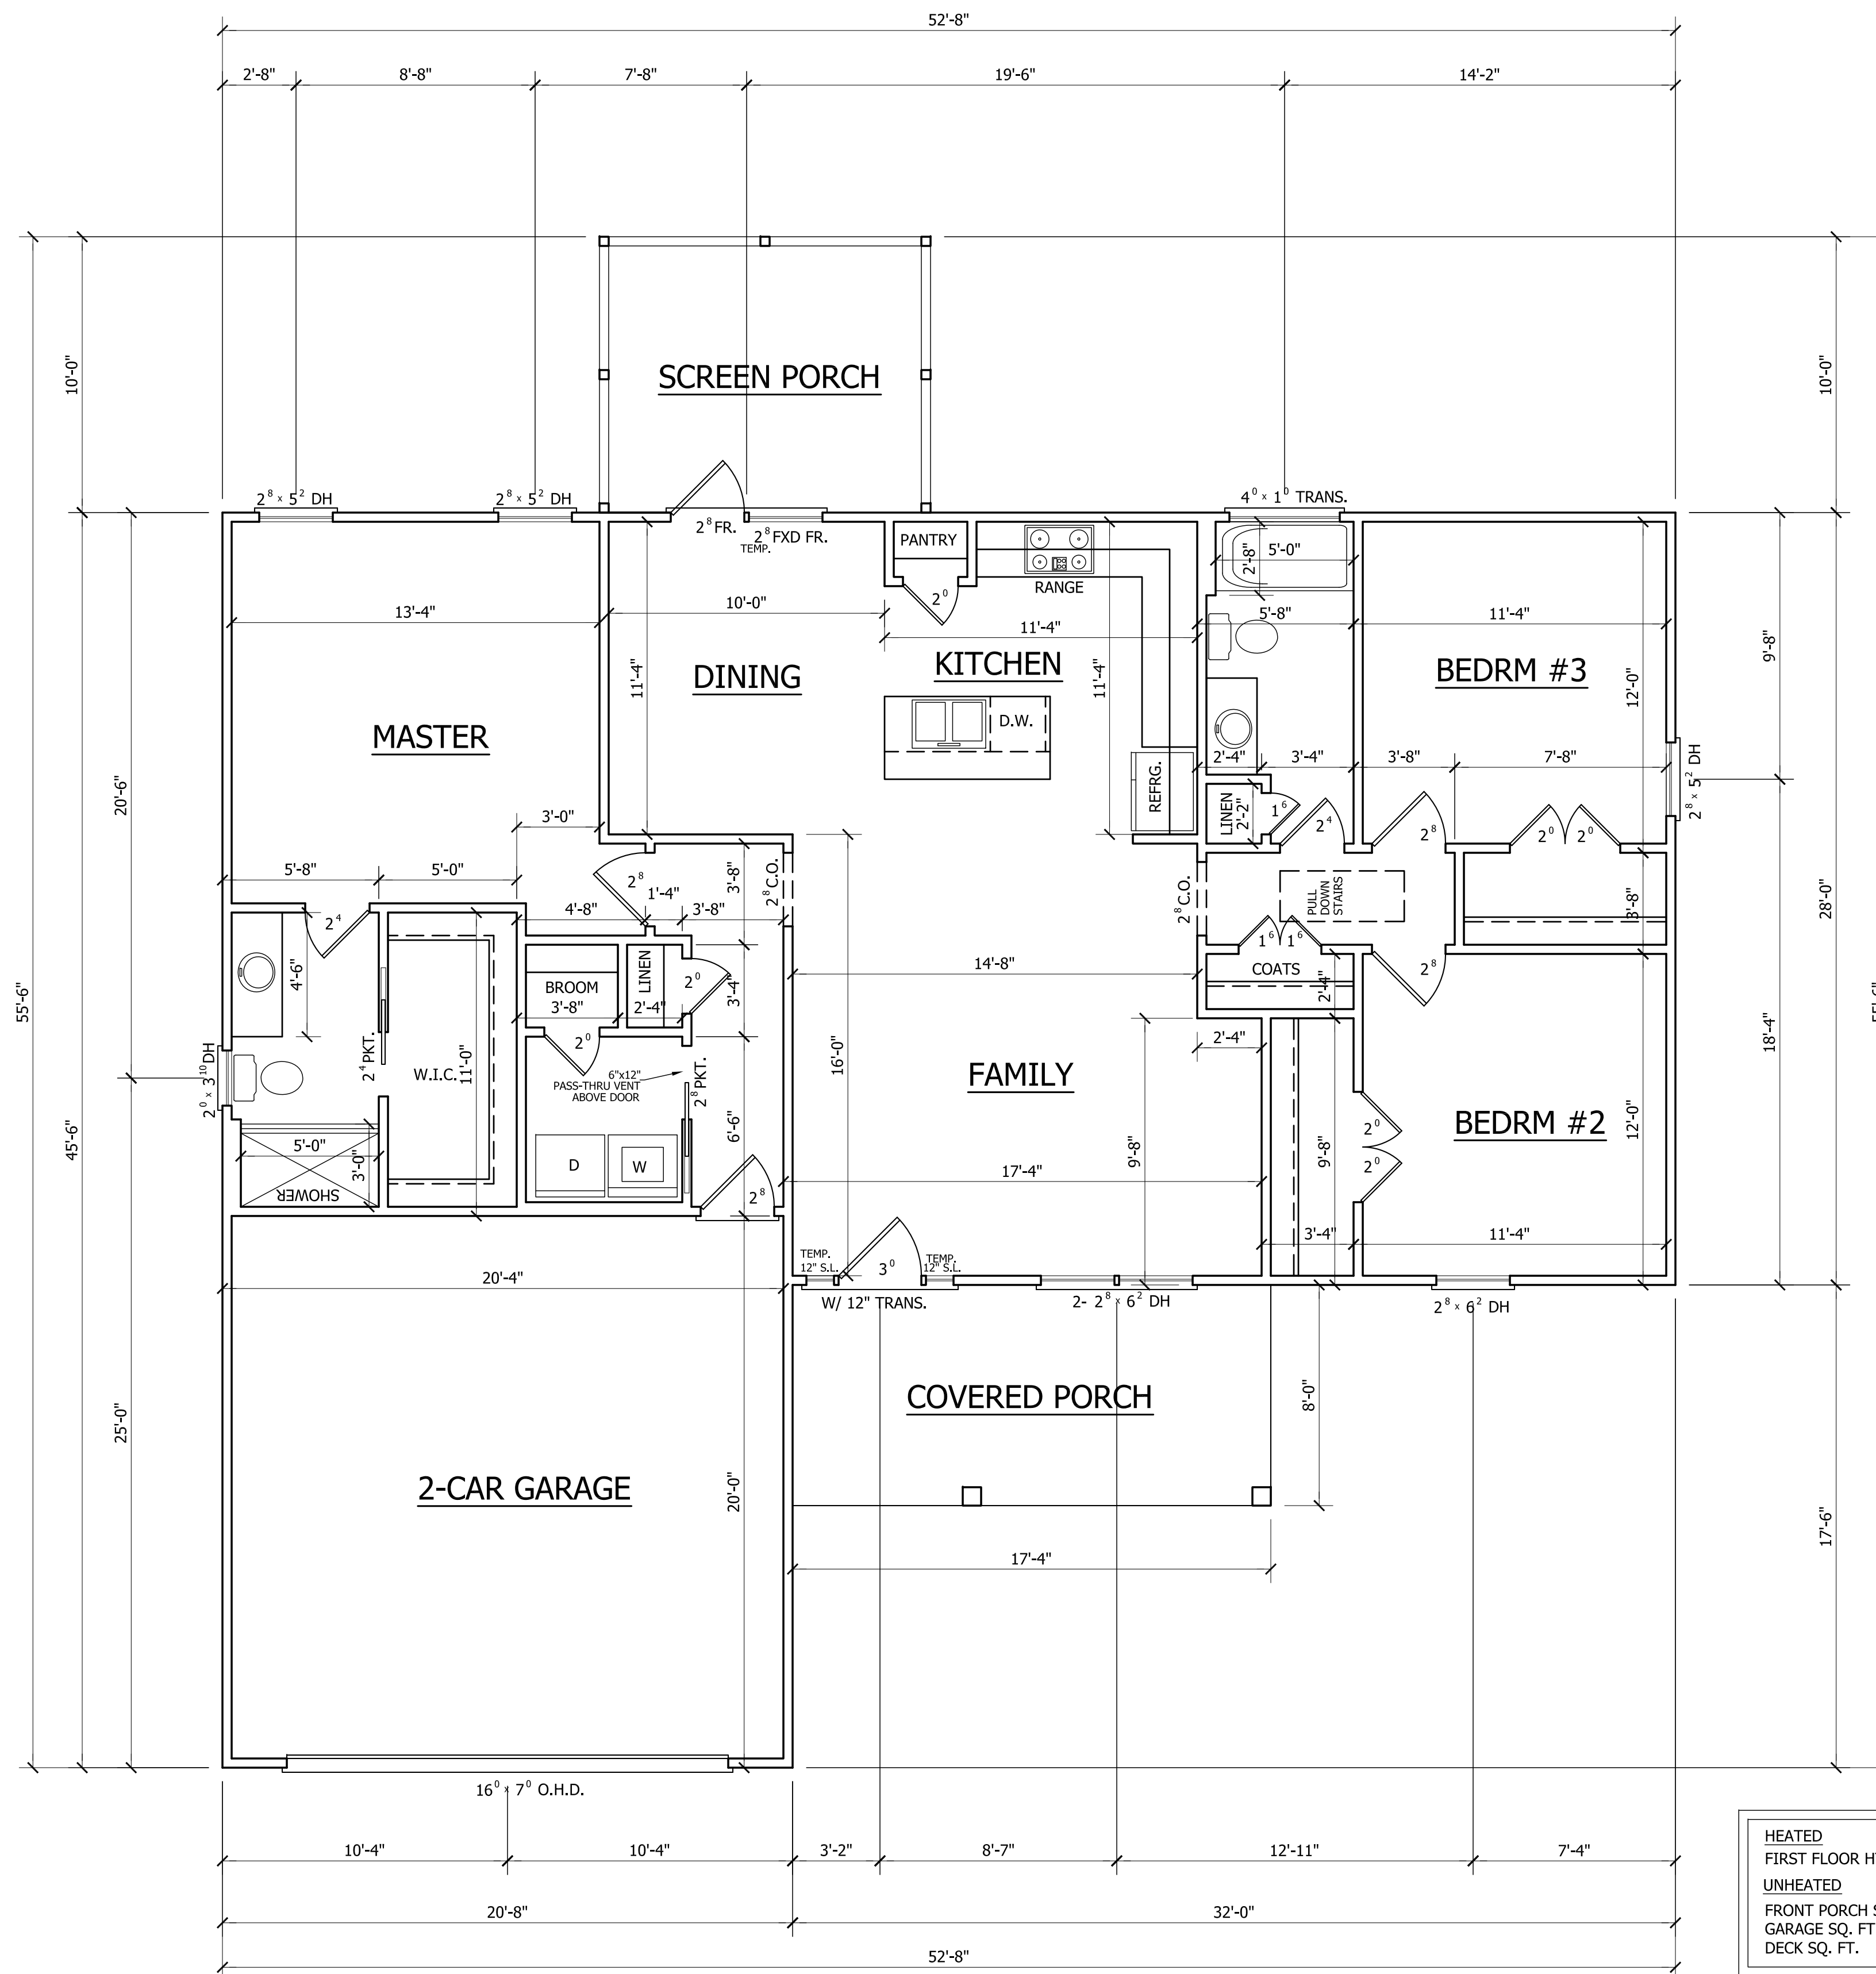 52'-8"
2'-8" 8'-8" 7'-8" 19'-6" 14'-2"
10'-0"
10'-0"
SCREEN PORCH
2⁸ x 5² DH 2⁸ x 5² DH 4⁰ x 1⁰ TRANS.
2⁸ FR. 2⁸ FXD FR.
TEMP.
PANTRY
RANGE
2⁰
2'-8" 5'-0"
13'-4" 10'-0" 11'-4" 5'-8" 11'-4"
11'-4" 11'-4" 12'-0" 9'-8"
DINING KITCHEN BEDRM #3
MASTER
D.W.
REFRG.
2'-4" 3'-4" 3'-8" 7'-8"
2⁸ x 5² DH
20'-6"
LINEN
2'-2"
1⁶ 2⁴ 2⁸ 2⁰ 2⁰
3'-0"
5'-8" 5'-0"
2⁸ 1'-4" 3'-8"
2⁸ C.O. 2⁸ C.O.
PULL
DOWN
STAIRS
3'-8" 28'-0"
4'-8" 3'-8"
2⁴
1⁶ 1⁶
COATS
2'-4"
2⁸
14'-8"
4'-6"
BROOM LINEN 2⁰ 3'-4"
3'-8" 2'-4"
2⁰
55'-6"
55'-6"
2⁰ x 3¹⁰ DH
2⁴ PKT.
W.I.C. 11'-0"
6"x12"
PASS-THRU VENT
ABOVE DOOR
2⁸ PKT.
16'-0"
2'-4"
18'-4"
FAMILY
BEDRM #2
45'-6"
5'-0" 3'-0"
SHOWER
D W
6'-6"
2⁸
9'-8" 9'-8"
2⁰
2⁰
12'-0"
17'-4"
3'-4" 11'-4"
20'-4"
TEMP.
12" S.L.
3⁰
TEMP.
12" S.L.
W/ 12" TRANS. 2- 2⁸ x 6² DH 2⁸ x 6² DH
COVERED PORCH
8'-0"
25'-0"
2-CAR GARAGE
20'-0"
17'-6"
17'-4"
16⁰ x 7⁰ O.H.D.
10'-4" 10'-4" 3'-2" 8'-7" 12'-11" 7'-4"
20'-8" 32'-0"
52'-8"
HEATED
FIRST FLOOR H
UNHEATED
FRONT PORCH S
GARAGE SQ. FT
DECK SQ. FT.